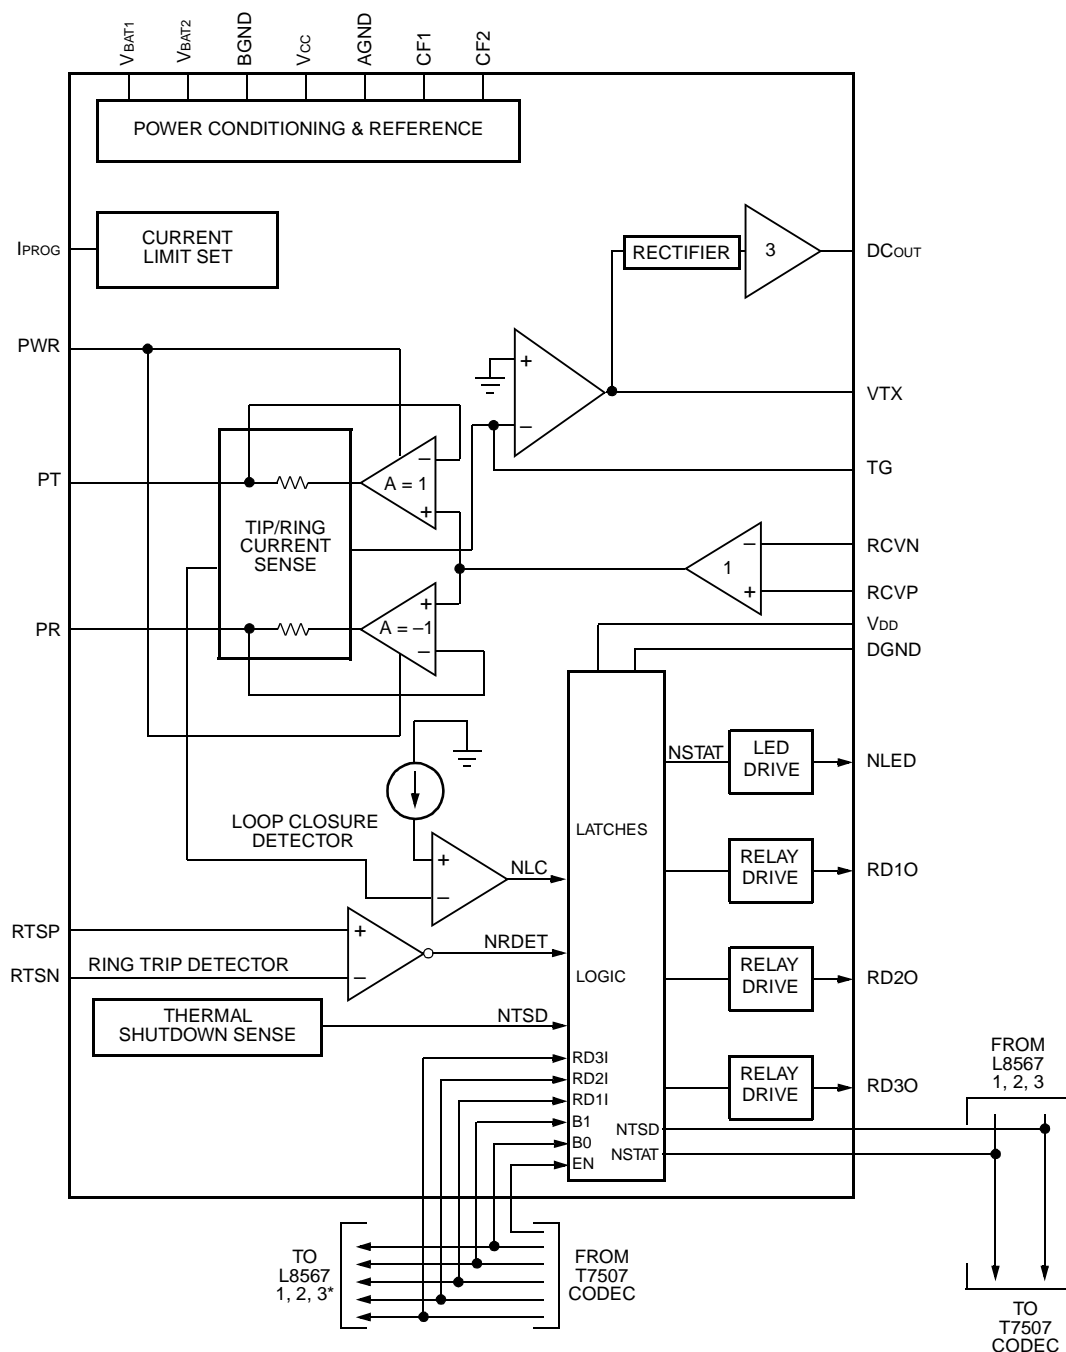 VBAT1
VBAT2
BGND
VCC
AGND
CF1
CF2
POWER CONDITIONING & REFERENCE
IPROG
CURRENT
LIMIT SET
RECTIFIER
3
DCOUT
PWR
+
−
VTX
PT
−
A = 1
+
TG
TIP/RING
CURRENT
SENSE
−
1
+
RCVN
RCVP
PR
+
A = −1
−
VDD
DGND
NSTAT
LED
DRIVE
NLED
LOOP CLOSURE
DETECTOR
+
−
NLC
LATCHES
RELAY
DRIVE
RD1O
RTSP
RTSN
RING TRIP DETECTOR
+
−
NRDET
LOGIC
RELAY
DRIVE
RD2O
THERMAL
SHUTDOWN SENSE
NTSD
RD3I
RD2I
RD1I
B1
B0
EN
RELAY
DRIVE
RD3O
NTSD
NSTAT
FROM
L8567
1, 2, 3
TO
L8567
1, 2, 3*
FROM
T7507
CODEC
TO
T7507
CODEC